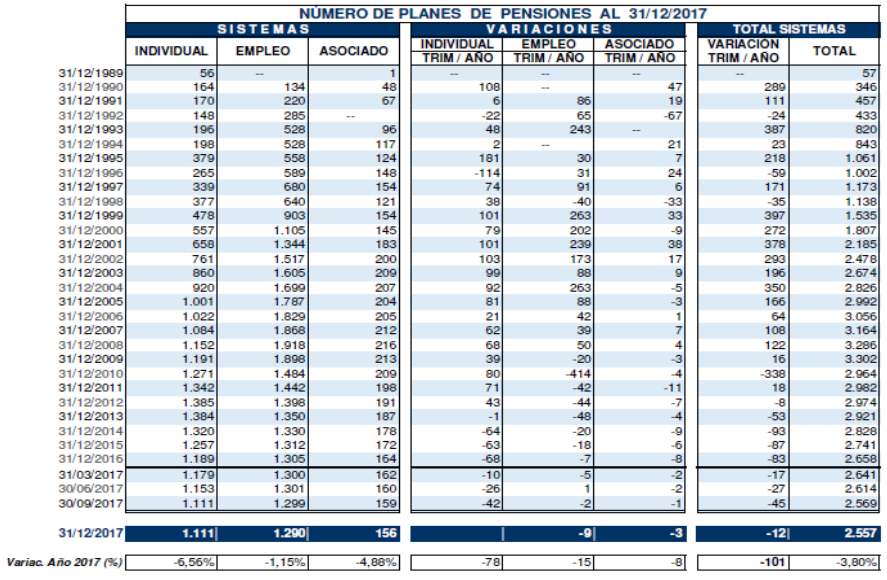 NÚMERO DE PLANES DE PENSIONES AL 31/12/2017
SISTEMAS VARIACIONES TOTAL SISTEMAS
INDIVIDUAL EMPLEO ASOCIADO INDIVIDUAL EMPLEO ASOCIADO VARIACIÓN TOTAL
TRIM / AÑO TRIM / AÑO TRIM / AÑO TRIM / AÑO
31/12/1989 56 -- 1 -- -- -- -- 57
31/12/1990 164 134 48 108 -- 47 289 346
31/12/1991 170 220 67 6 86 19 111 457
31/12/1992 148 285 -- -22 65 -67 -24 433
31/12/1993 196 528 96 48 243 -- 387 820
31/12/1994 198 528 117 2 -- 21 23 843
31/12/1995 379 558 124 181 30 7 218 1.061
31/12/1996 265 589 148 -114 31 24 -59 1.002
31/12/1997 339 680 154 74 91 6 171 1.173
31/12/1998 377 640 121 38 -40 -33 -35 1.138
31/12/1999 478 903 154 101 263 33 397 1.535
31/12/2000 557 1.105 145 79 202 -9 272 1.807
31/12/2001 658 1.344 183 101 239 38 378 2.185
31/12/2002 761 1.517 200 103 173 17 293 2.478
31/12/2003 860 1.605 209 99 88 9 196 2.674
31/12/2004 920 1.699 207 92 263 -5 350 2.826
31/12/2005 1.001 1.787 204 81 88 -3 166 2.992
31/12/2006 1.022 1.829 205 21 42 1 64 3.056
31/12/2007 1.084 1.868 212 62 39 7 108 3.164
31/12/2008 1.152 1.918 216 68 50 4 122 3.286
31/12/2009 1.191 1.898 213 39 -20 -3 16 3.302
31/12/2010 1.271 1.484 209 80 -414 -4 -338 2.964
31/12/2011 1.342 1.442 198 71 -42 -11 18 2.982
31/12/2012 1.385 1.398 191 43 -44 -7 -8 2.974
31/12/2013 1.384 1.350 187 -1 -48 -4 -53 2.921
31/12/2014 1.320 1.330 178 -64 -20 -9 -93 2.828
31/12/2015 1.257 1.312 172 -63 -18 -6 -87 2.741
31/12/2016 1.189 1.305 164 -68 -7 -8 -83 2.658
31/03/2017 1.179 1.300 162 -10 -5 -2 -17 2.641
30/06/2017 1.153 1.301 160 -26 1 -2 -27 2.614
30/09/2017 1.111 1.299 159 -42 -2 -1 -45 2.569
31/12/2017 1.111 1.290 156 -9 -3 -12 2.557
Variac. Año 2017 (%) -6,56% -1,15% -4,88% -78 -15 -8 -101 -3,80%